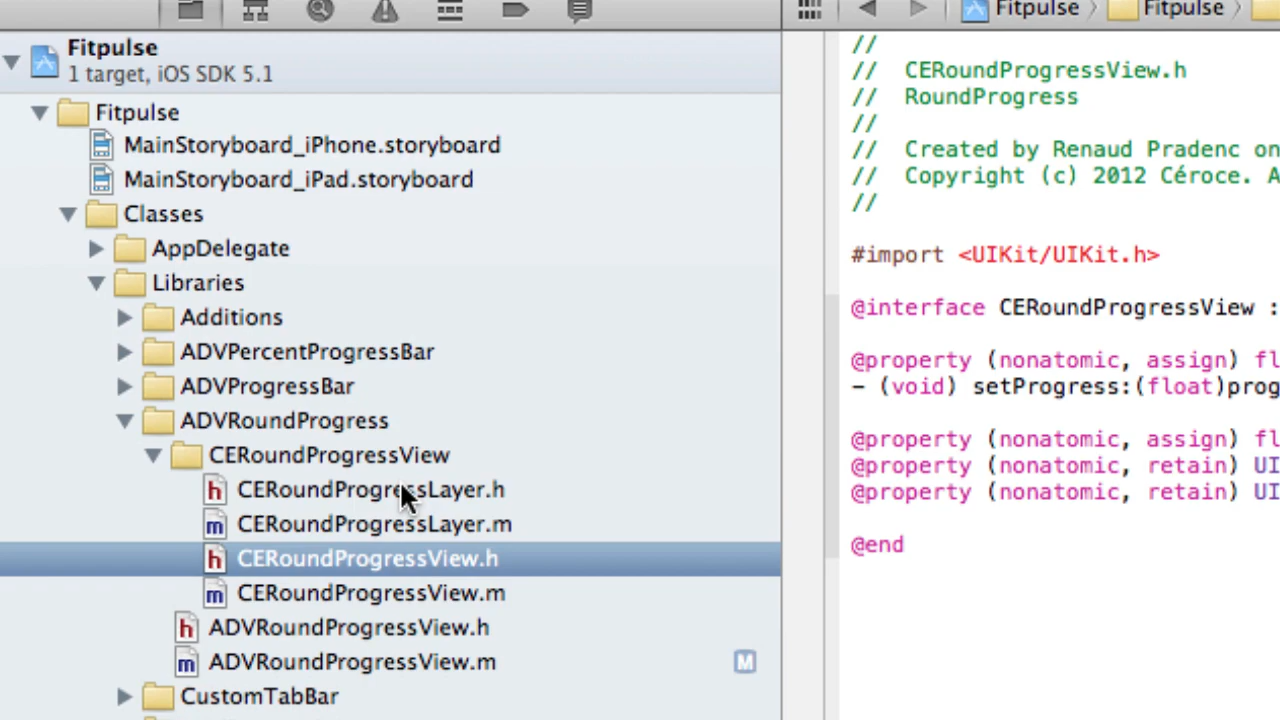 Fitpulse
1 target, iOS SDK 5.1
Fitpulse
MainStoryboard_iPhone.storyboard
MainStoryboard_iPad.storyboard
Classes
AppDelegate
Libraries
Additions
ADVPercentProgressBar
ADVProgressBar
ADVRoundProgress
CERoundProgressView
h CERoundProgressLayer.h
m CERoundProgressLayer.m
h CERoundProgressView.h
m CERoundProgressView.m
h ADVRoundProgressView.h
m ADVRoundProgressView.m M
CustomTabBar
Fitpulse Fitpulse
//
// CERoundProgressView.h
// RoundProgress
//
// Created by Renaud Pradenc on
// Copyright (c) 2012 Céroce. A
//
#import <UIKit/UIKit.h>
@interface CERoundProgressView :
@property (nonatomic, assign) fl
- (void) setProgress:(float)prog
@property (nonatomic, assign) fl
@property (nonatomic, retain) UI
@property (nonatomic, retain) UI
@end